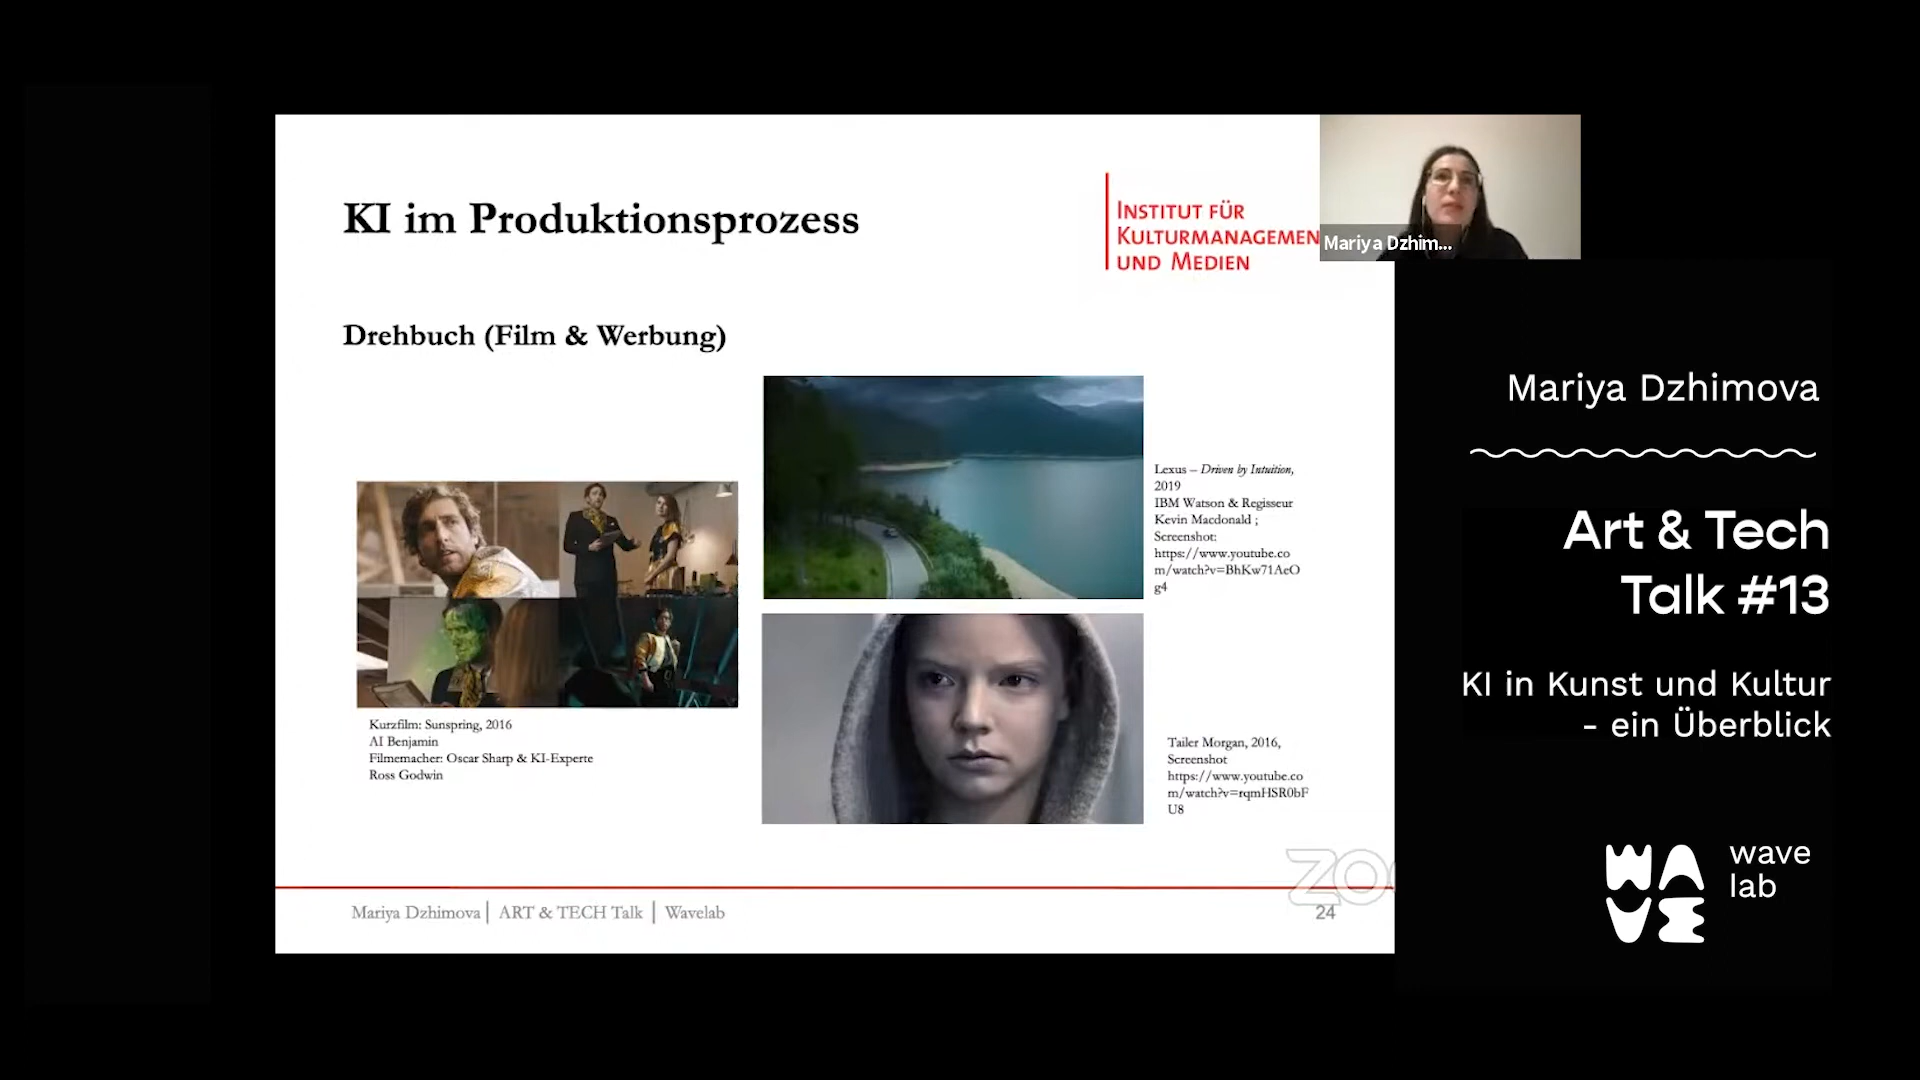 KI im Produktionsprozess
INSTITUT FÜR
KULTURMANAGEMEN
UND MEDIEN
Mariya Dzhim...
Drehbuch (Film & Werbung)
Lexus – Driven by Intuition,
2019
IBM Watson & Regisseur
Kevin Macdonald ;
Screenshot:
https://www.youtube.co
m/watch?v=BhKw71AeO
g4
Kurzfilm: Sunspring, 2016
AI Benjamin
Filmemacher: Oscar Sharp & KI-Experte
Ross Godwin
Tailer Morgan, 2016,
Screenshot
https://www.youtube.co
m/watch?v=rqmHSR0bF
U8
Mariya Dzhimova | ART & TECH Talk | Wavelab
ZO
24
Mariya Dzhimova
Art & Tech
Talk #13
KI in Kunst und Kultur
- ein Überblick
WA
VE
wave
lab